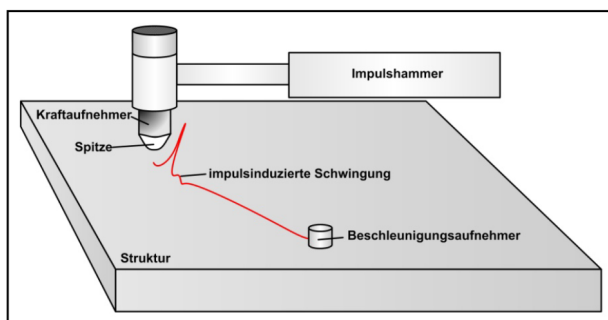 Impulshammer
Kraftaufnehmer
Spitze
impulsinduzierte Schwingung
Beschleunigungsaufnehmer
Struktur